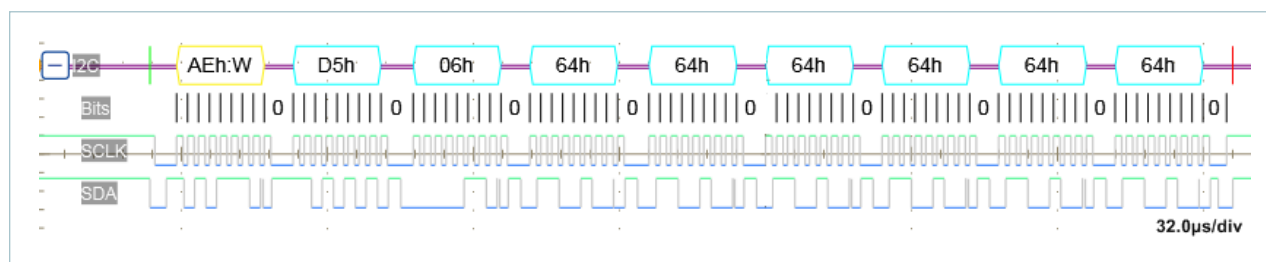 I2C AEh:W D5h 06h 64h 64h 64h 64h 64h 64h
Bits 0 0 0 0 0 0 0 0 0
SCLK
SDA
32.0µs/div